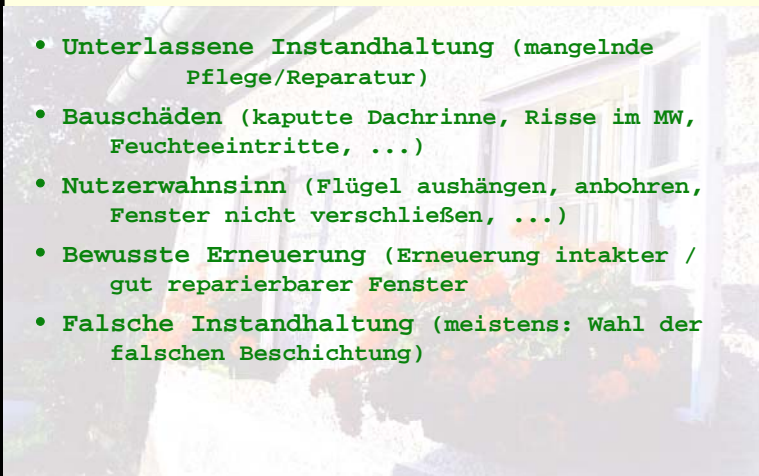 • Unterlassene Instandhaltung (mangelnde
Pflege/Reparatur)
• Bauschäden (kaputte Dachrinne, Risse im MW,
Feuchteeintritte, ...)
• Nutzerwahnsinn (Flügel aushängen, anbohren,
Fenster nicht verschließen, ...)
• Bewusste Erneuerung (Erneuerung intakter /
gut reparierbarer Fenster
• Falsche Instandhaltung (meistens: Wahl der
falschen Beschichtung)